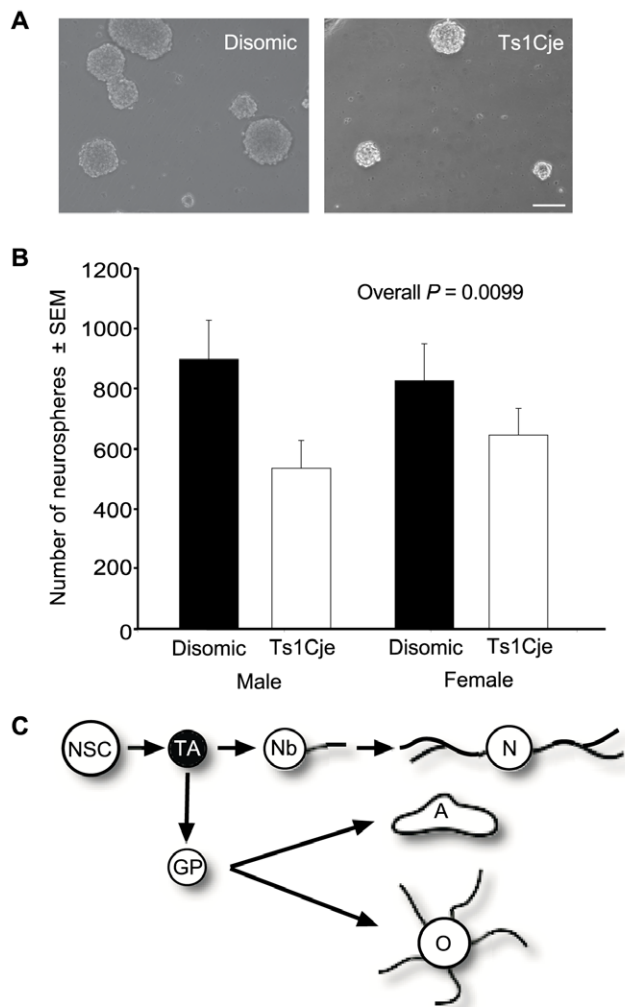 A
Disomic
Ts1Cje
B
Number of neurospheres ± SEM
1200
1000
800
600
400
200
0
Overall P = 0.0099
Disomic Ts1Cje Disomic Ts1Cje
Male Female
C
NSC TA Nb N
A
GP
O